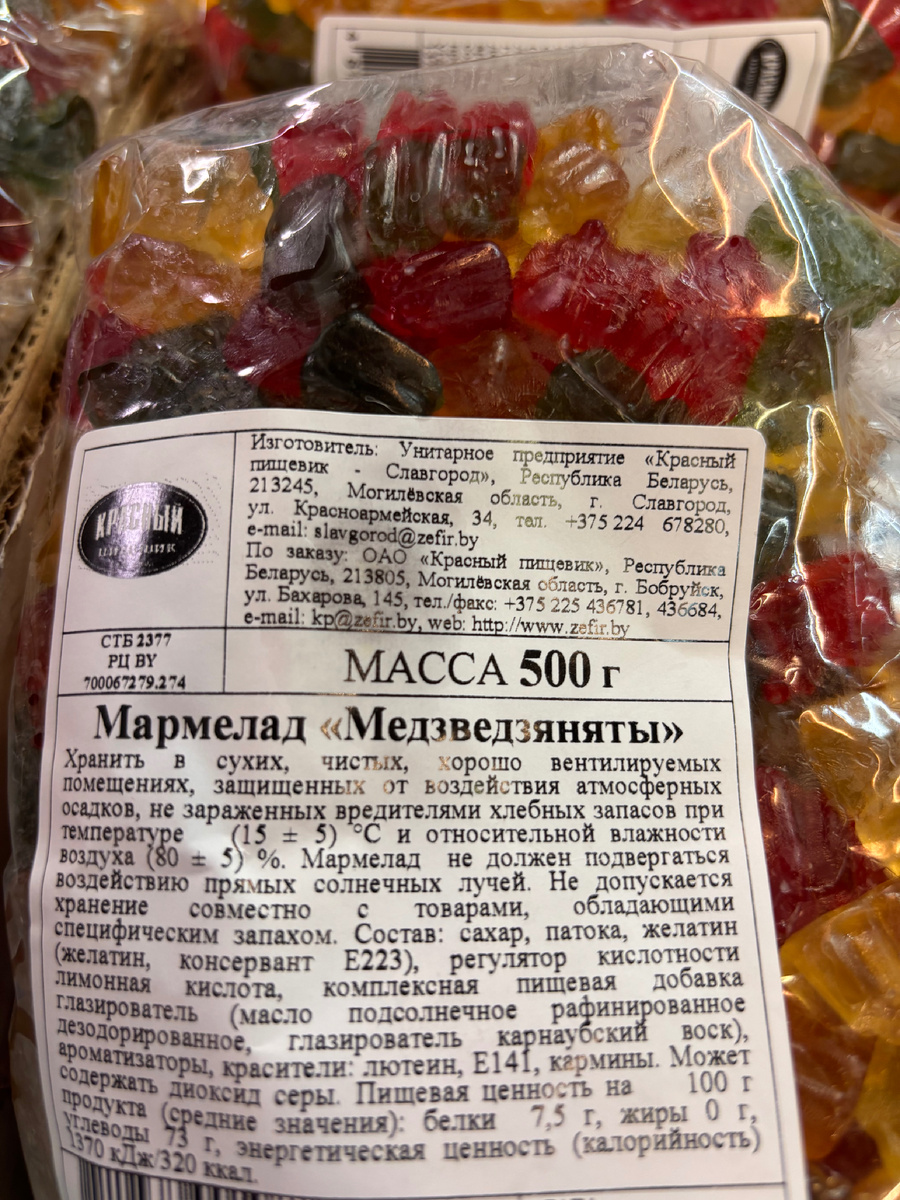 КРАСНЫЙ
ПИЩЕВИК
Изготовитель: Унитарное предприятие «Красный
пищевик - Славгород», Республика Беларусь,
213245, Могилёвская область, г. Славгород,
ул. Красноармейская, 34, тел. +375 224 678280,
e-mail: slavgorod@zefir.by
По заказу: ОАО «Красный пищевик», Республика
Беларусь, 213805, Могилёвская область, г. Бобруйск,
ул. Бахарова, 145, тел./факс: +375 225 436781, 436684,
e-mail: kp@zefir.by, web: http://www.zefir.by
СТБ 2377
РЦ BY
700067279.274
МАССА 500 г
Мармелад «Медзведзяняты»
Хранить в сухих, чистых, хорошо вентилируемых
помещениях, защищенных от воздействия атмосферных
осадков, не зараженных вредителями хлебных запасов при
температуре (15 ± 5) °С и относительной влажности
воздуха (80 ± 5) %. Мармелад не должен подвергаться
воздействию прямых солнечных лучей. Не допускается
хранение совместно с товарами, обладающими
специфическим запахом. Состав: сахар, патока, желатин
(желатин, консервант Е223), регулятор кислотности
лимонная кислота, комплексная пищевая добавка
глазирователь (масло подсолнечное рафинированное
дезодорированное, глазирователь карнаубский воск),
ароматизаторы, красители: лютеин, Е141, кармины. Может
содержать диоксид серы. Пищевая ценность на 100 г
продукта (средние значения): белки 7,5 г, жиры 0 г,
углеводы 73 г, энергетическая ценность (калорийность)
1370 кДж/320 ккал.